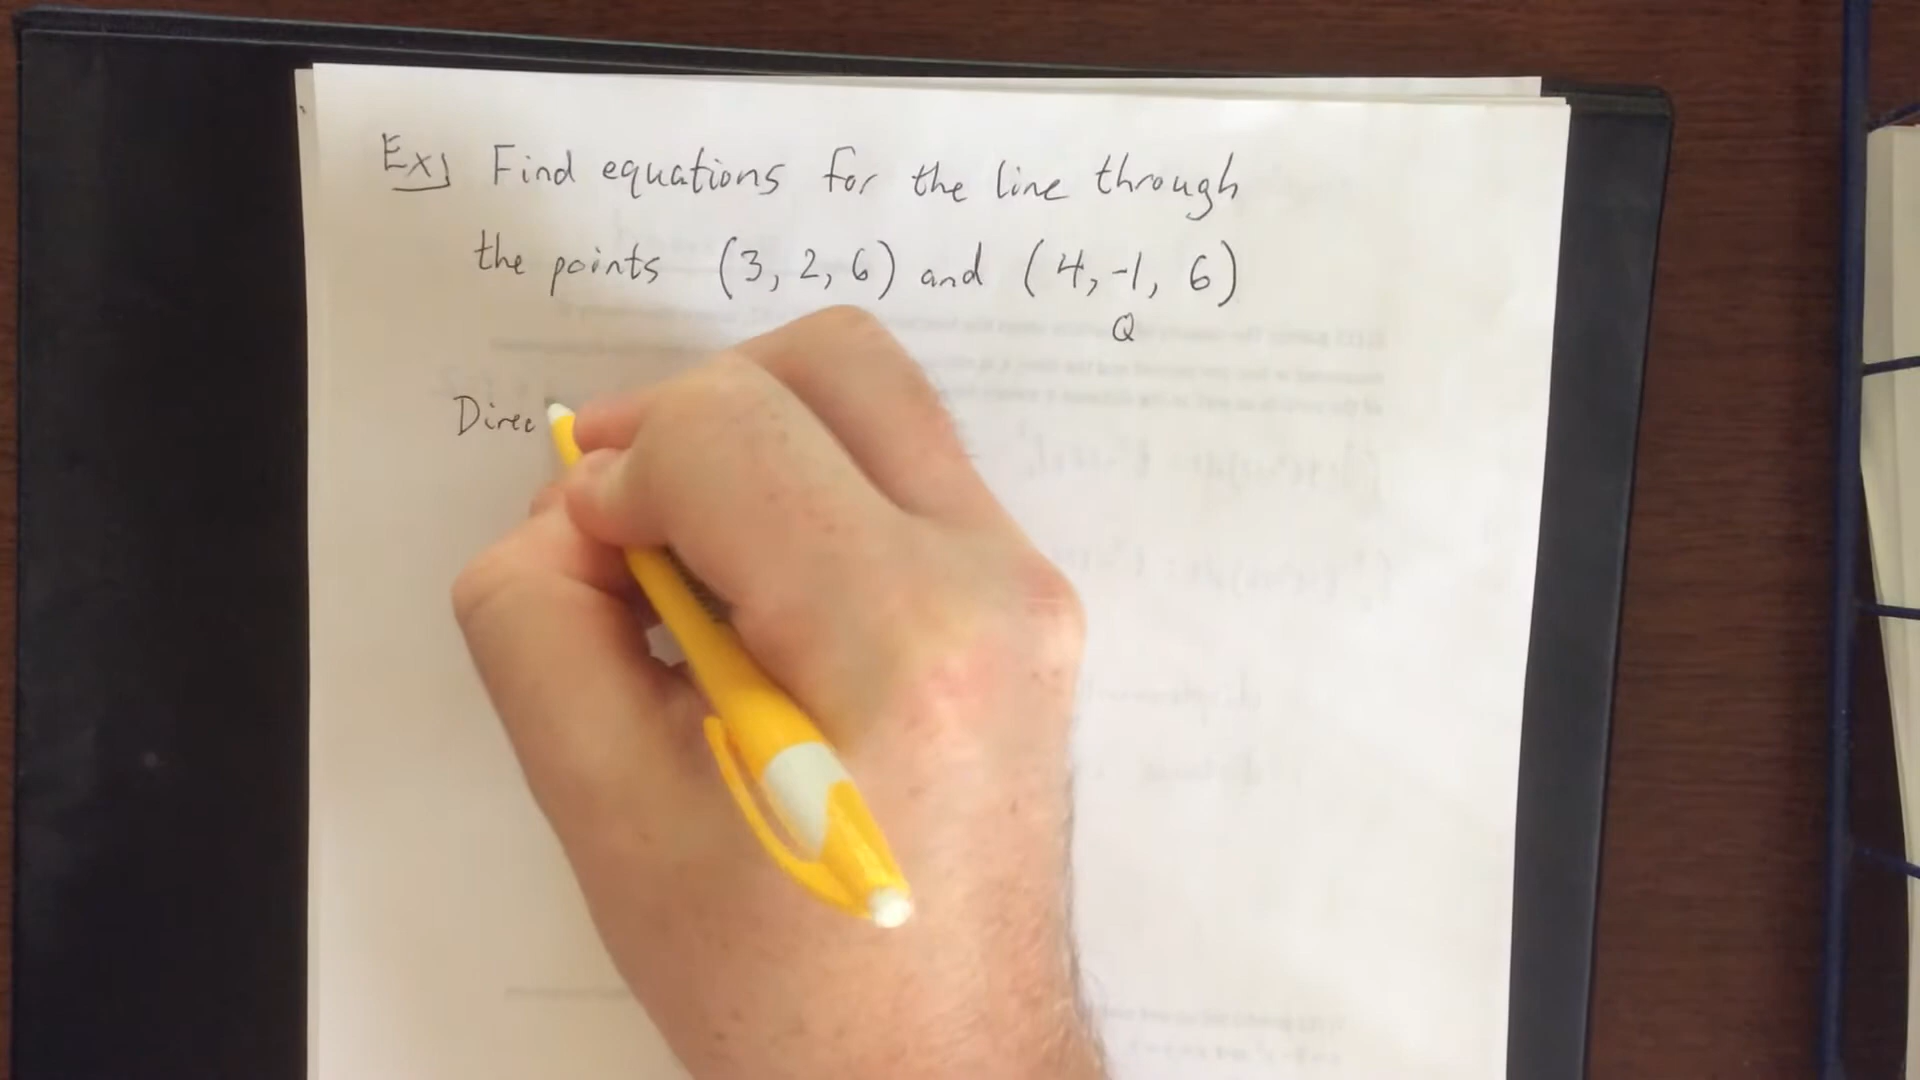 Ex) Find equations for the line through
the points (3, 2, 6) and (4, -1, 6)
Q
Direc